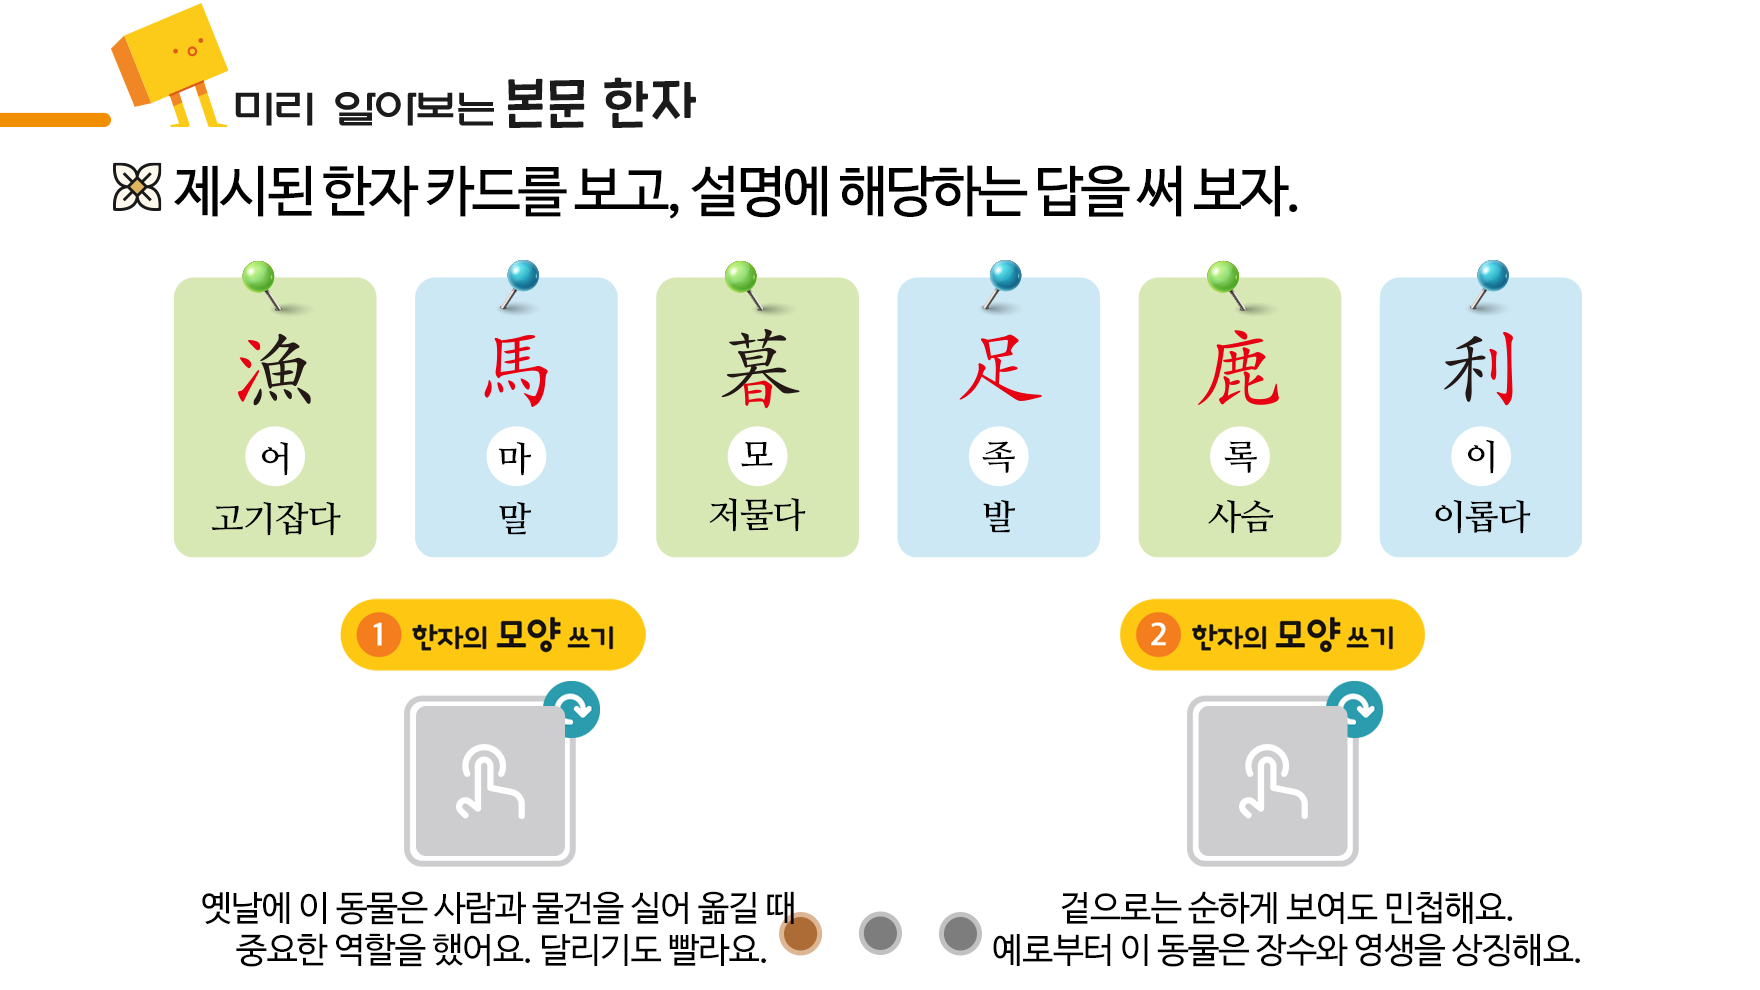 미리 알아보는 본문 한자
제시된 한자 카드를 보고, 설명에 해당하는 답을 써 보자.
漁 馬 暮 足 鹿 利
어 마 모 족 록 이
고기잡다 말 저물다 발 사슴 이롭다
1 한자의 모양 쓰기
2 한자의 모양 쓰기
옛날에 이 동물은 사람과 물건을 실어 옮길 때
중요한 역할을 했어요. 달리기도 빨라요.
겉으로는 순하게 보여도 민첩해요.
예로부터 이 동물은 장수와 영생을 상징해요.